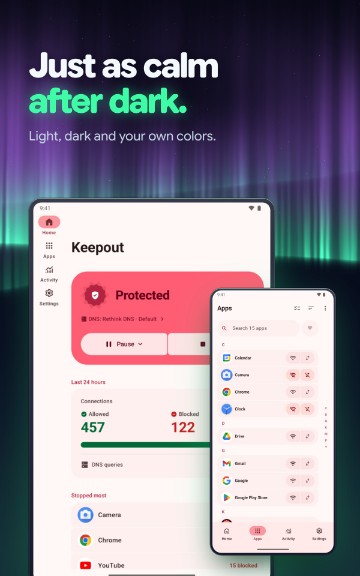 Just as calm
after dark.
Light, dark and your own colors.
9:41
Home
Apps
Activity
Settings
Keepout
Protected
DNS: Rethink DNS · Default
Pause
Last 24 hours
Connections
Allowed
Blocked
457
122
DNS queries
Stopped most
Camera
Chrome
YouTube
15 blocked
9:41
Apps
Search 15 apps
C
Calendar
Camera
Chrome
Clock
D
Drive
G
Gmail
Google
Google Play Store
K
Home
Apps
Activity
Settings